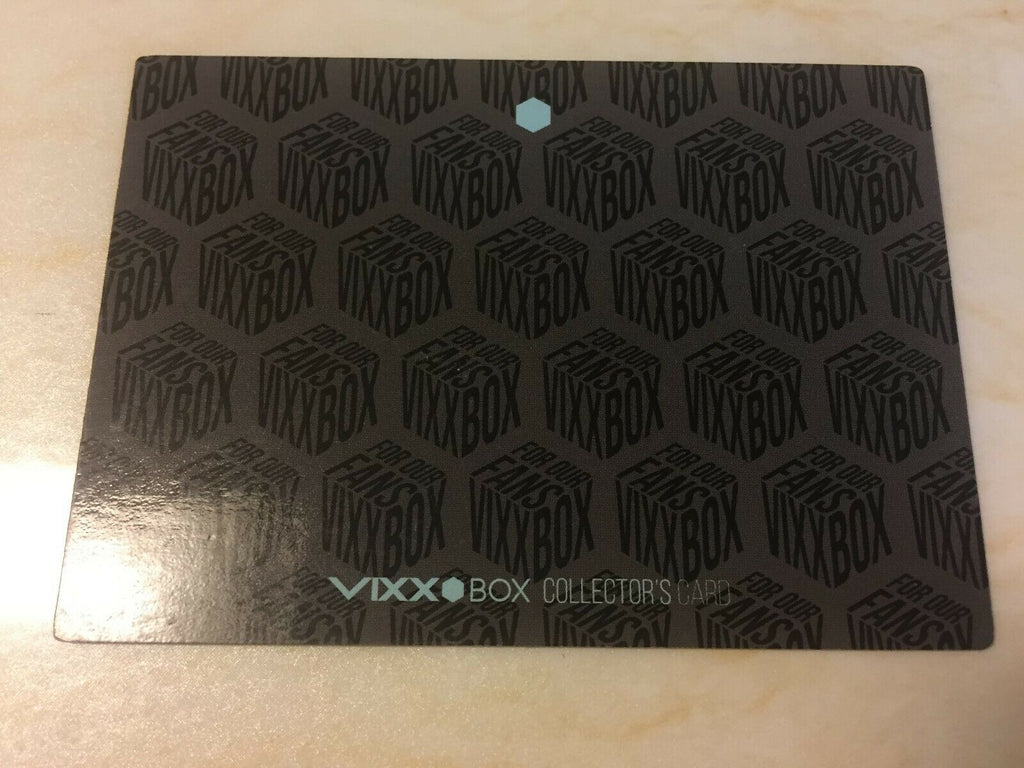 FOR OUR
FANS
VIXXBOX
VIXX BOX COLLECTOR'S CARD